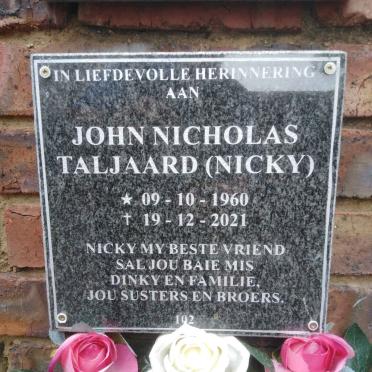 IN LIEFDEVOLLE HERINNERING
AAN
JOHN NICHOLAS
TALJAARD (NICKY)
★ 09 - 10 - 1960
✝ 19 - 12 - 2021
NICKY MY BESTE VRIEND
SAL JOU BAIE MIS
DINKY EN FAMILIE,
JOU SUSTERS EN BROERS.
102